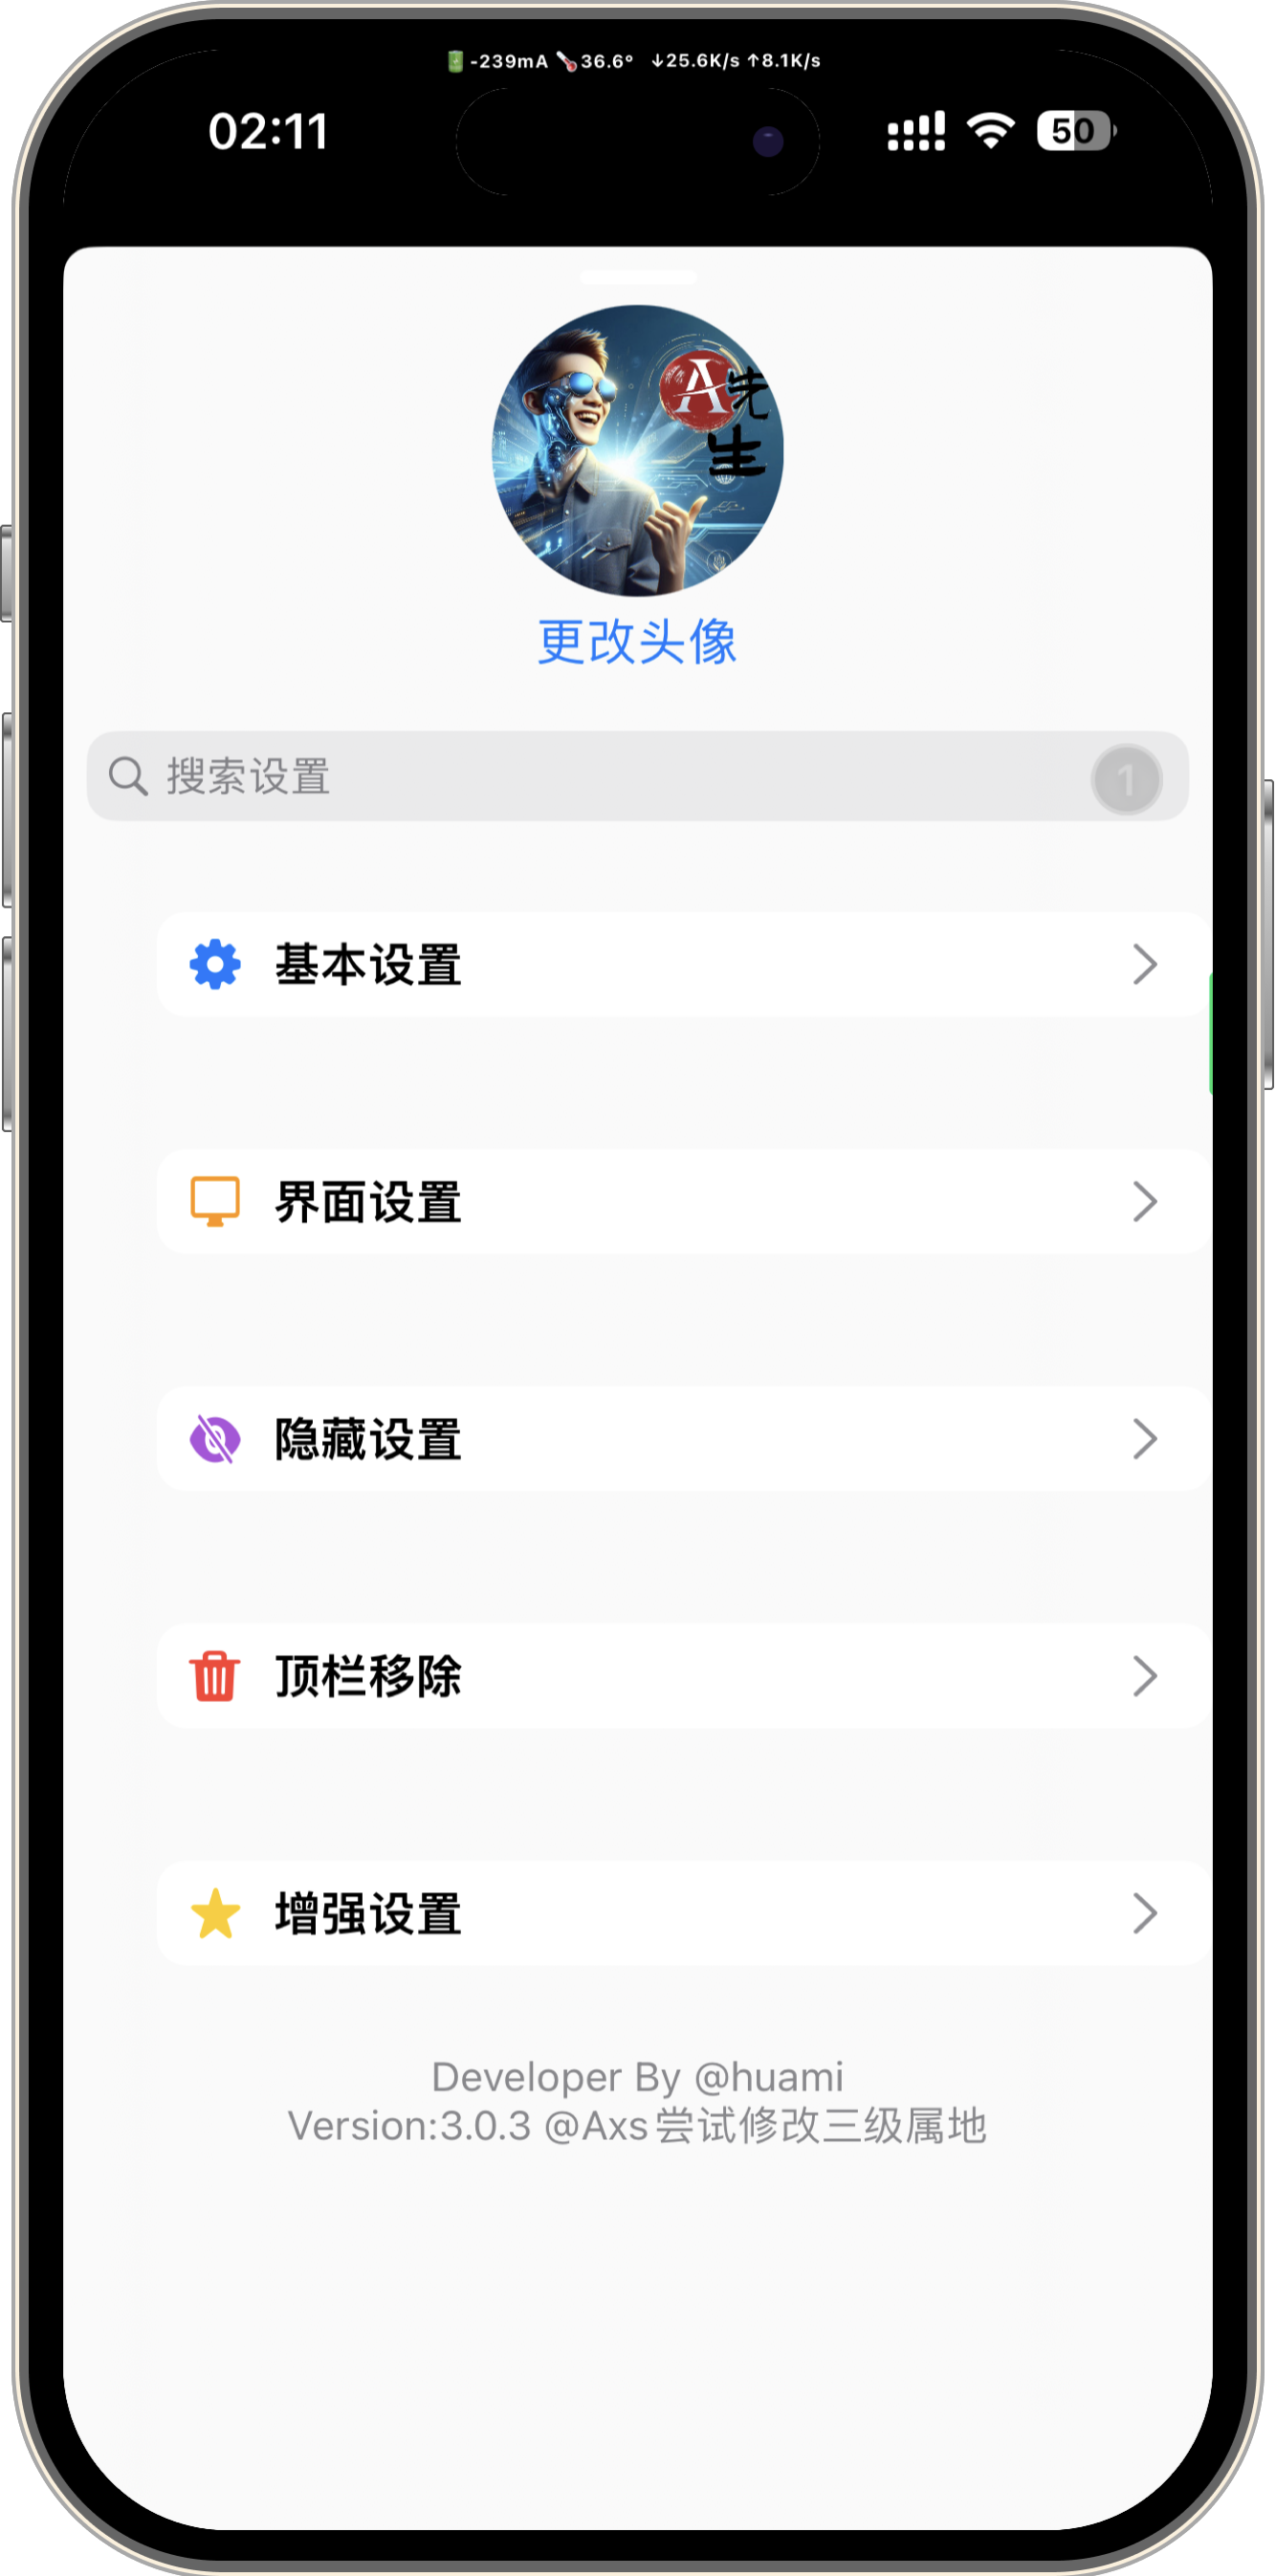 -239mA 36.6° ↓25.6K/s ↑8.1K/s
02:11
50
A先生
更改头像
搜索设置
1
基本设置
界面设置
隐藏设置
顶栏移除
增强设置
Developer By @huami
Version:3.0.3 @Axs尝试修改三级属地